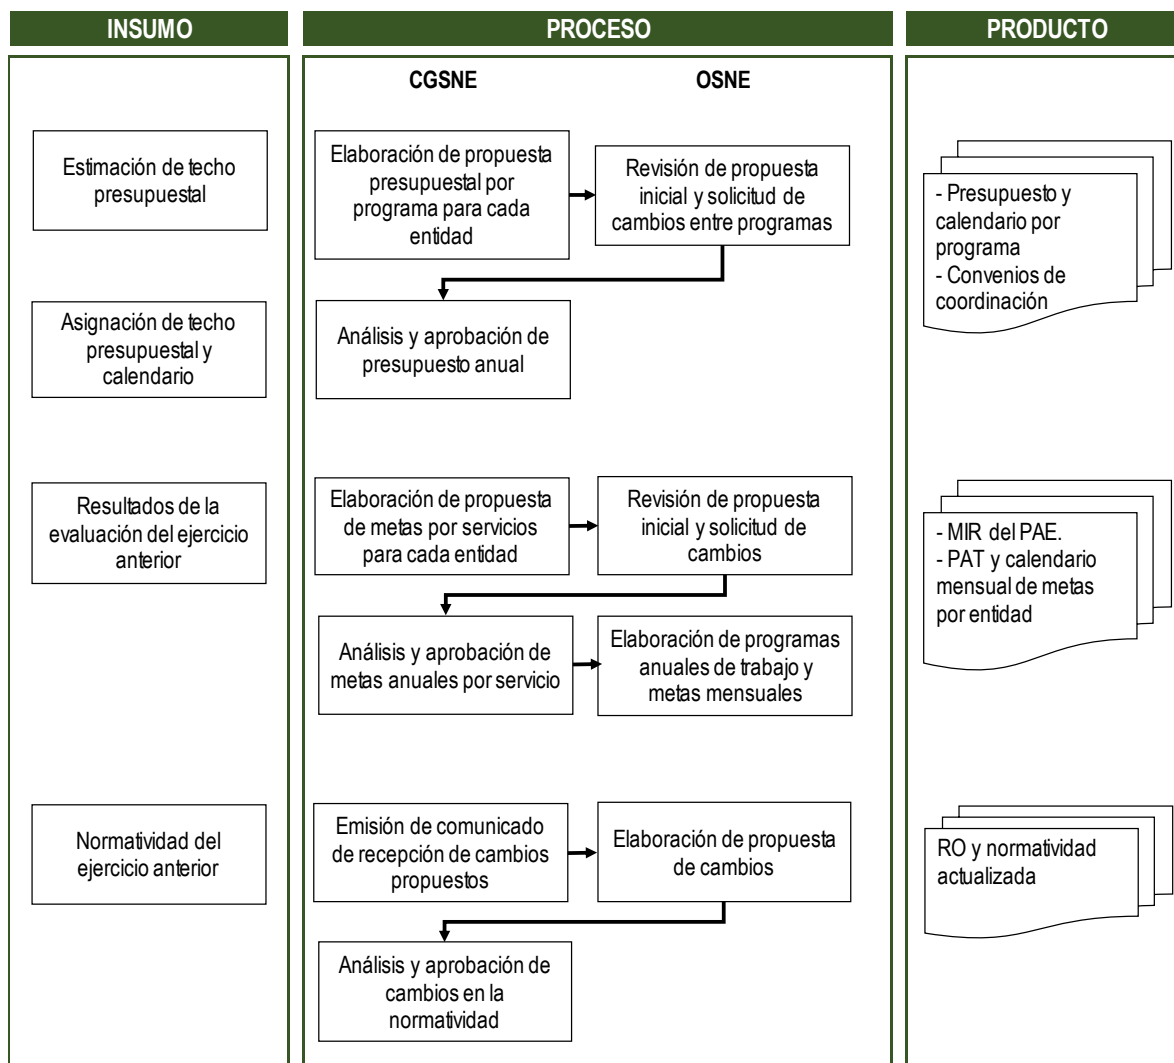 INSUMO
PROCESO
PRODUCTO
CGSNE
OSNE
Estimación de techo
presupuestal
Elaboración de propuesta
presupuestal por
programa para cada
entidad
Revisión de propuesta
inicial y solicitud de
cambios entre programas
- Presupuesto y
calendario por
programa
- Convenios de
coordinación
Asignación de techo
presupuestal y
calendario
Análisis y aprobación de
presupuesto anual
Resultados de la
evaluación del ejercicio
anterior
Elaboración de propuesta
de metas por servicios
para cada entidad
Revisión de propuesta
inicial y solicitud de
cambios
- MIR del PAE.
- PAT y calendario
mensual de metas
por entidad
Análisis y aprobación de
metas anuales por servicio
Elaboración de programas
anuales de trabajo y
metas mensuales
Normatividad del
ejercicio anterior
Emisión de comunicado
de recepción de cambios
propuestos
Elaboración de propuesta
de cambios
RO y normatividad
actualizada
Análisis y aprobación de
cambios en la
normatividad